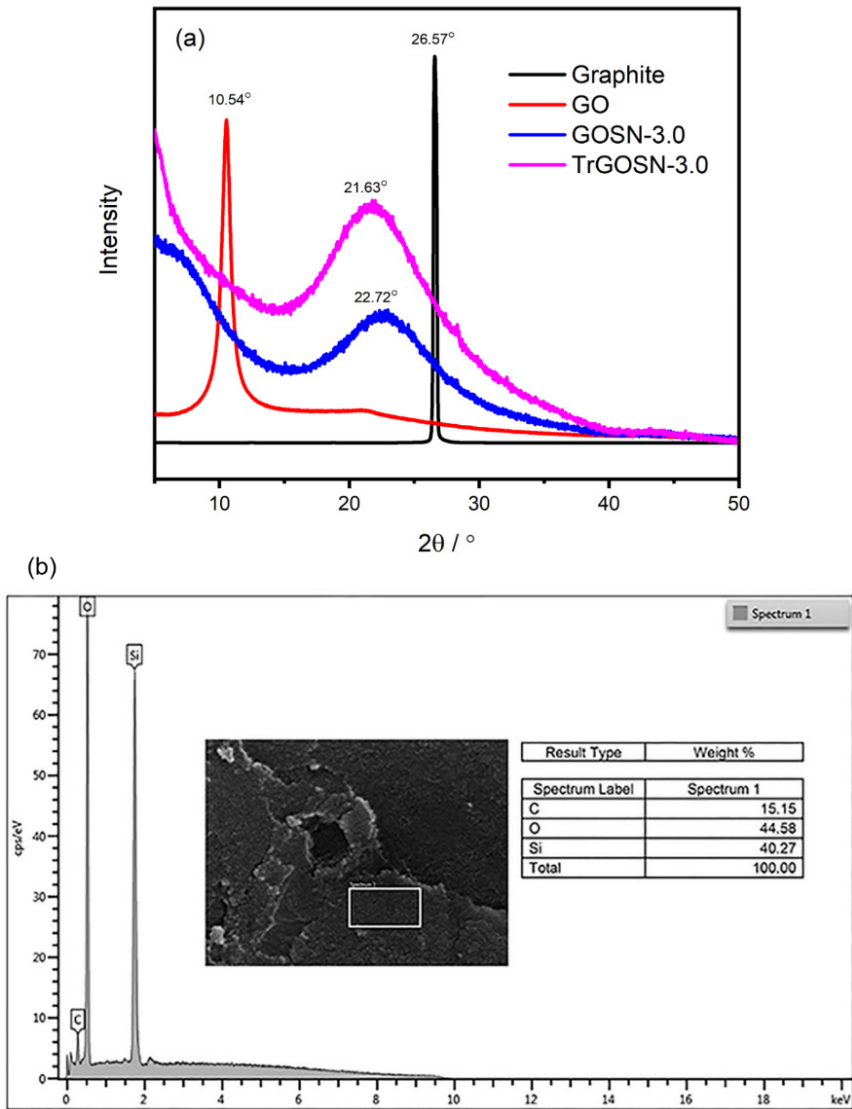 (a)
26.57°
10.54°
Graphite
GO
GOSN-3.0
TrGOSN-3.0
21.63°
22.72°
Intensity
10 20 30 40 50
2θ / °
(b)
Spectrum 1
O
Si
C
70
60
50
40
30
20
10
0
cps/eV
Spectrum 1
Result Type Weight %
Spectrum Label Spectrum 1
C 15.15
O 44.58
Si 40.27
Total 100.00
0 2 4 6 8 10 12 14 16 18 keV